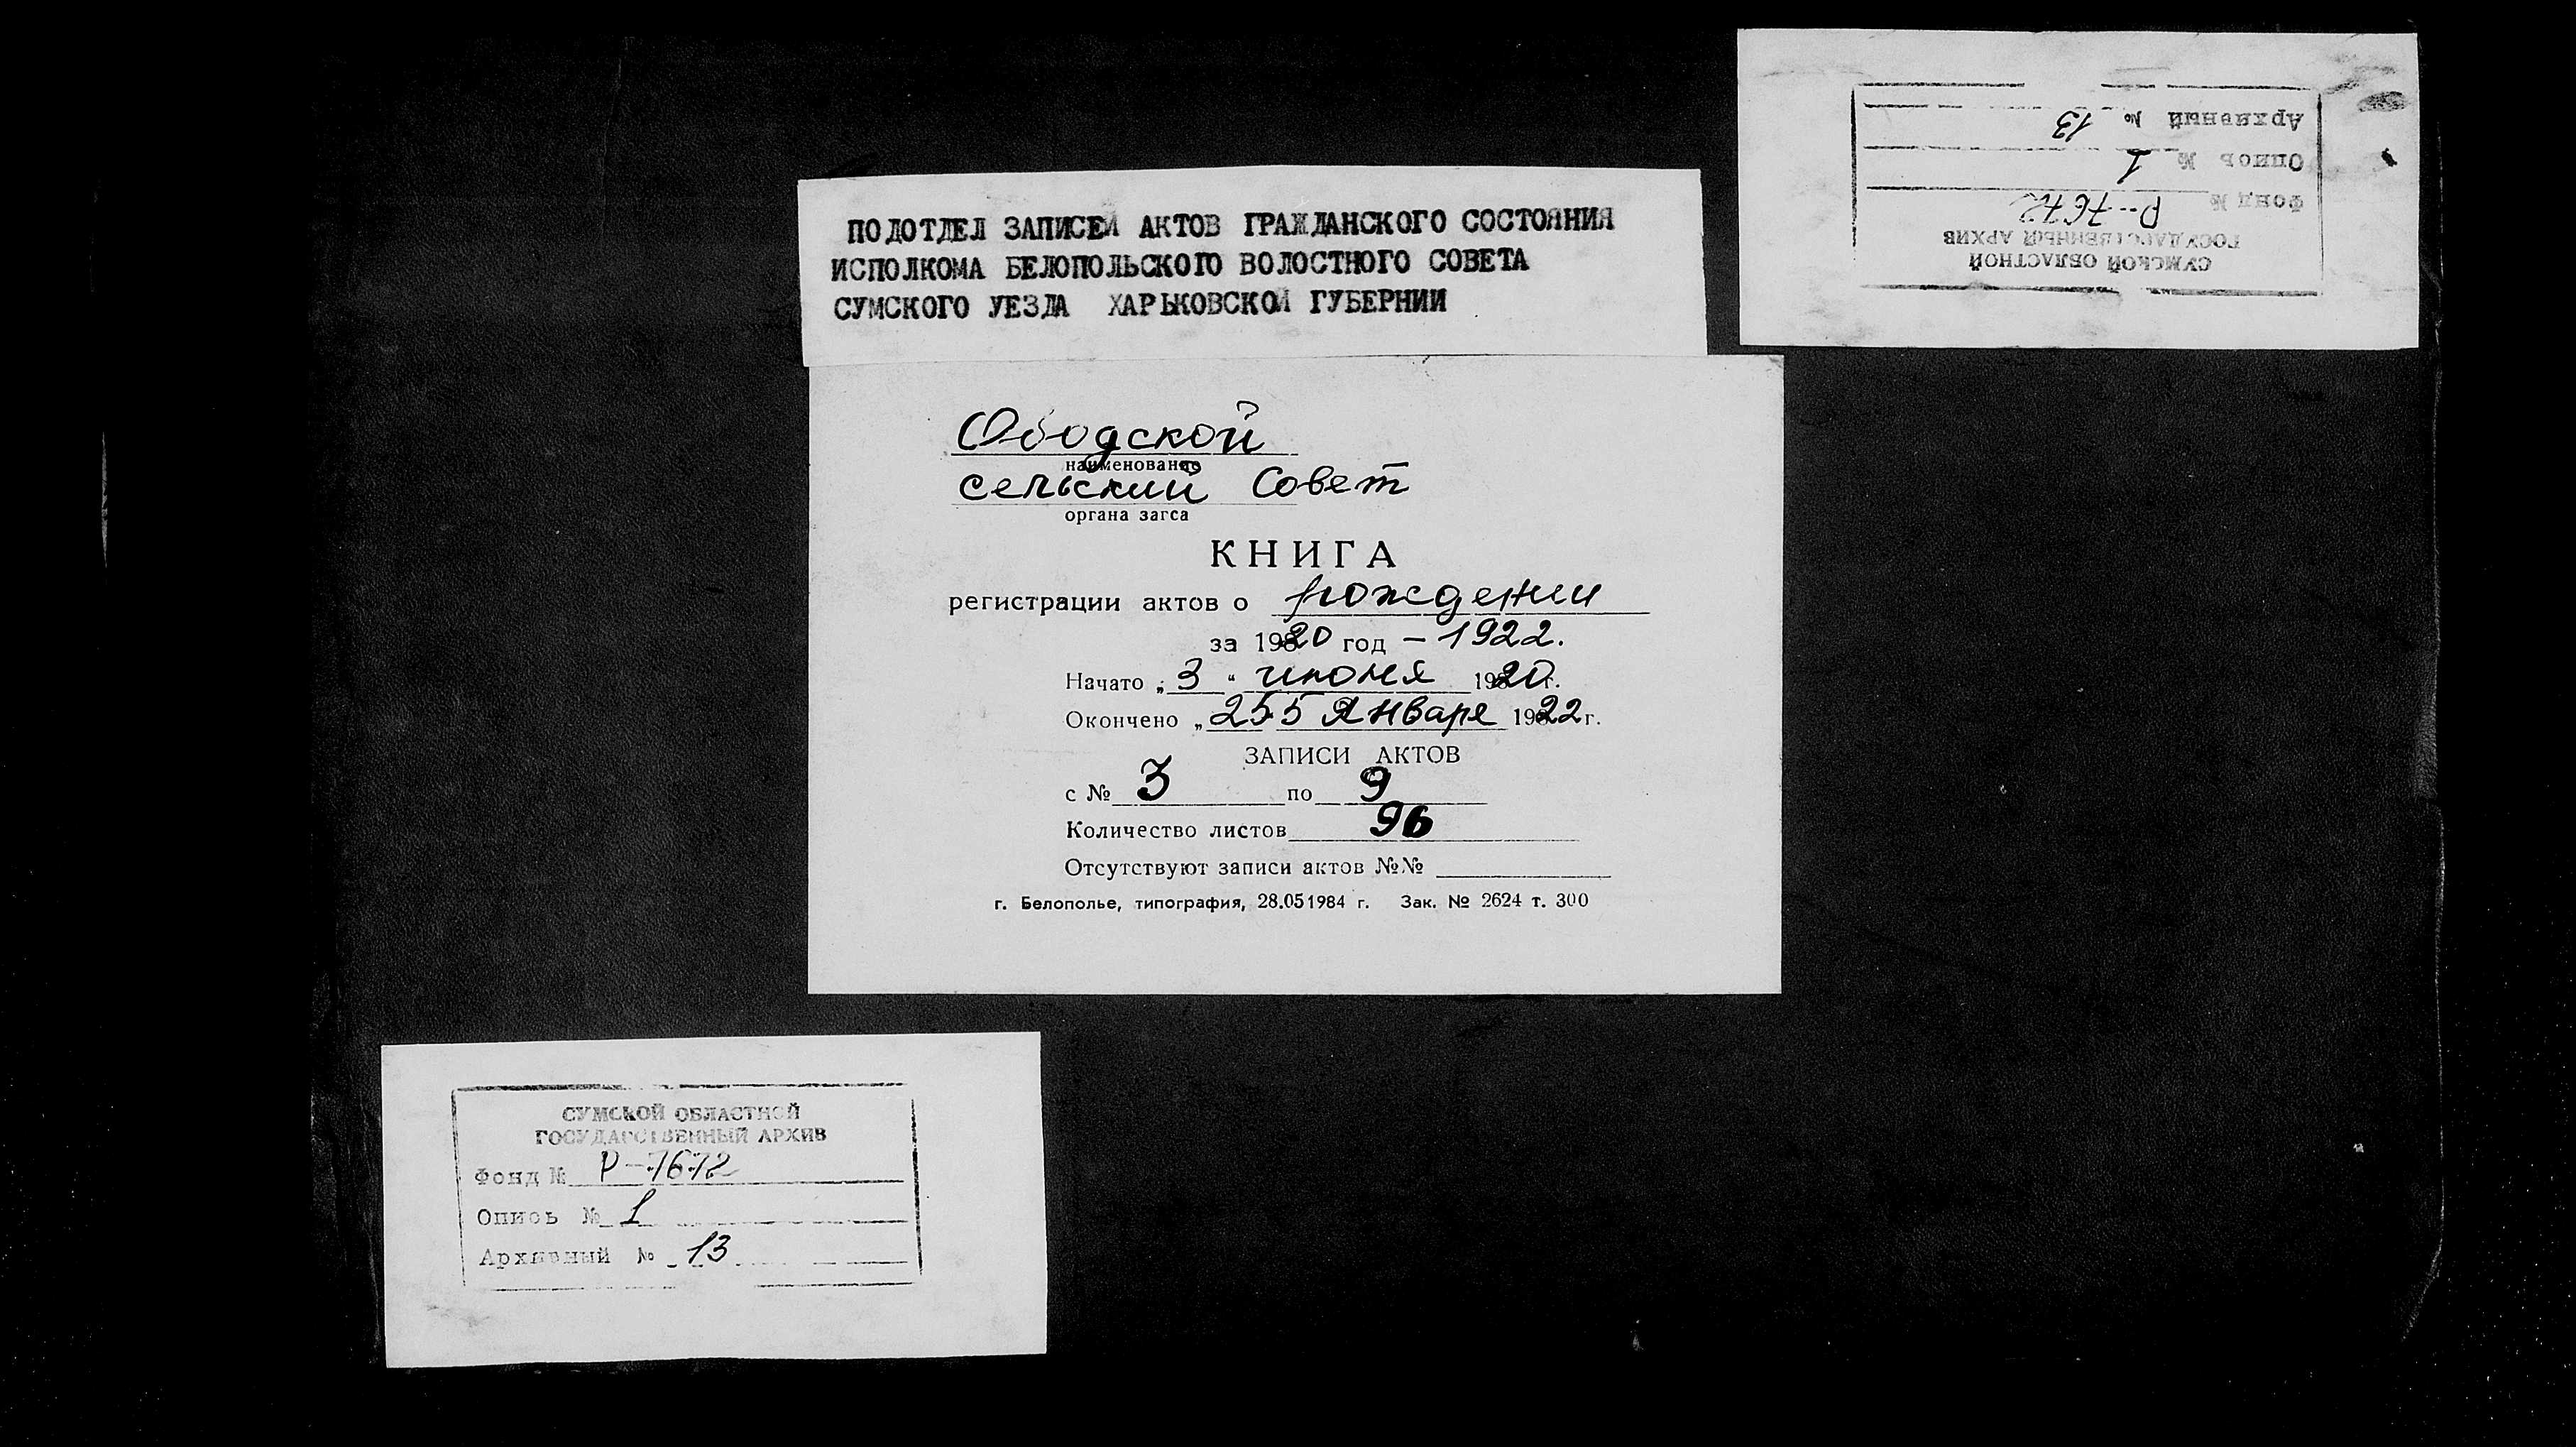 ПОДОТДЕЛ ЗАПИСЕЙ АКТОВ ГРАЖДАНСКОГО СОСТОЯНИЯ
ИСПОЛКОМА БЕЛОПОЛЬСКОГО ВОЛОСТНОГО СОВЕТА
СУМСКОГО УЕЗДА ХАРЬКОВСКОЙ ГУБЕРНИИ
Ободской
наименование
сельский Совет
органа загса
КНИГА
регистрации актов о рождении
за 1920 год – 1922.
Начато „3“ июня 1920 г.
Окончено „25 Января 1922 г.
ЗАПИСИ АКТОВ
с № 3 по 9
Количество листов 96
Отсутствуют записи актов №№
г. Белополье, типография, 28.051984 г. Зак. № 2624 т. 300
СУМСКОЙ ОБЛАСТНОЙ
ГОСУДАРСТВЕННЫЙ АРХИВ
Фонд № Р-7672
Опись № 1
Архивный № 13
СУМСКОЙ ОБЛАСТНОЙ
ГОСУДАРСТВЕННЫЙ АРХИВ
Фонд № Р-7672
Опись № 1
Архивный № 13